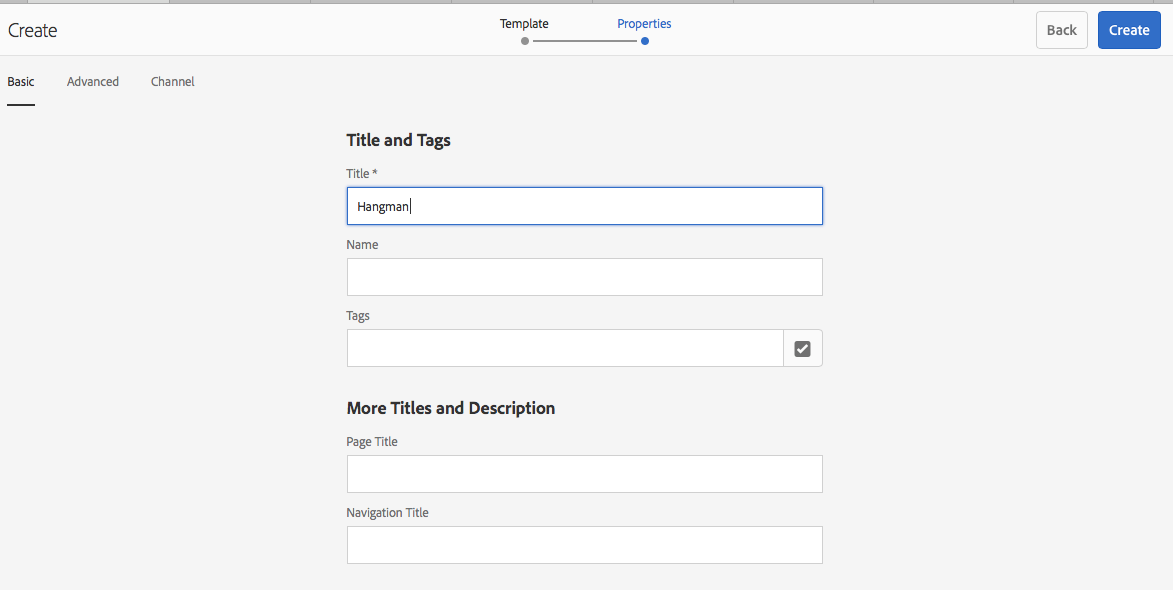 Create
Template
Properties
Back
Create
Basic
Advanced
Channel
Title and Tags
Title *
Hangman
Name
Tags
More Titles and Description
Page Title
Navigation Title